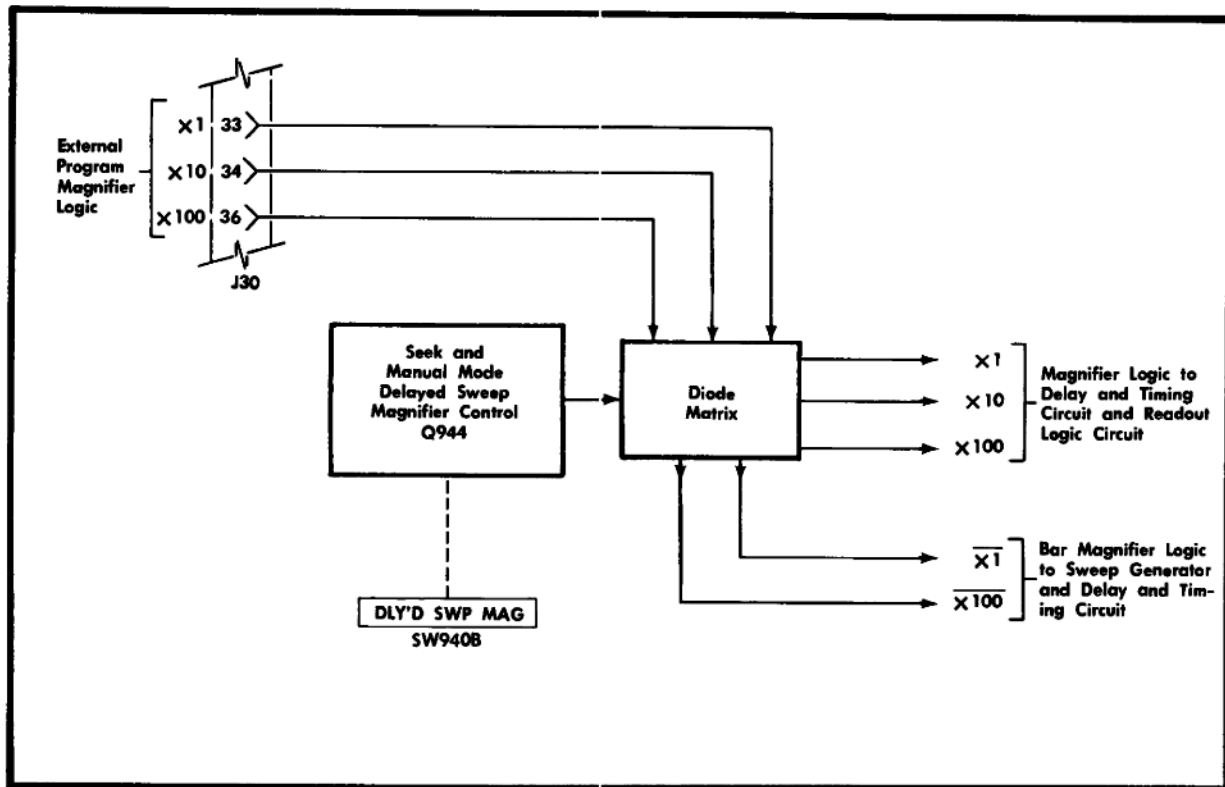 External
Program
Magnifier
Logic
×1 33
×10 34
×100 36
J30
Seek and
Manual Mode
Delayed Sweep
Magnifier Control
Q944
DLY'D SWP MAG
SW940B
Diode
Matrix
×1
×10
×100
Magnifier Logic to
Delay and Timing
Circuit and Readout
Logic Circuit
$\overline{×1}$
$\overline{×100}$
Bar Magnifier Logic
to Sweep Generator
and Delay and Tim-
ing Circuit